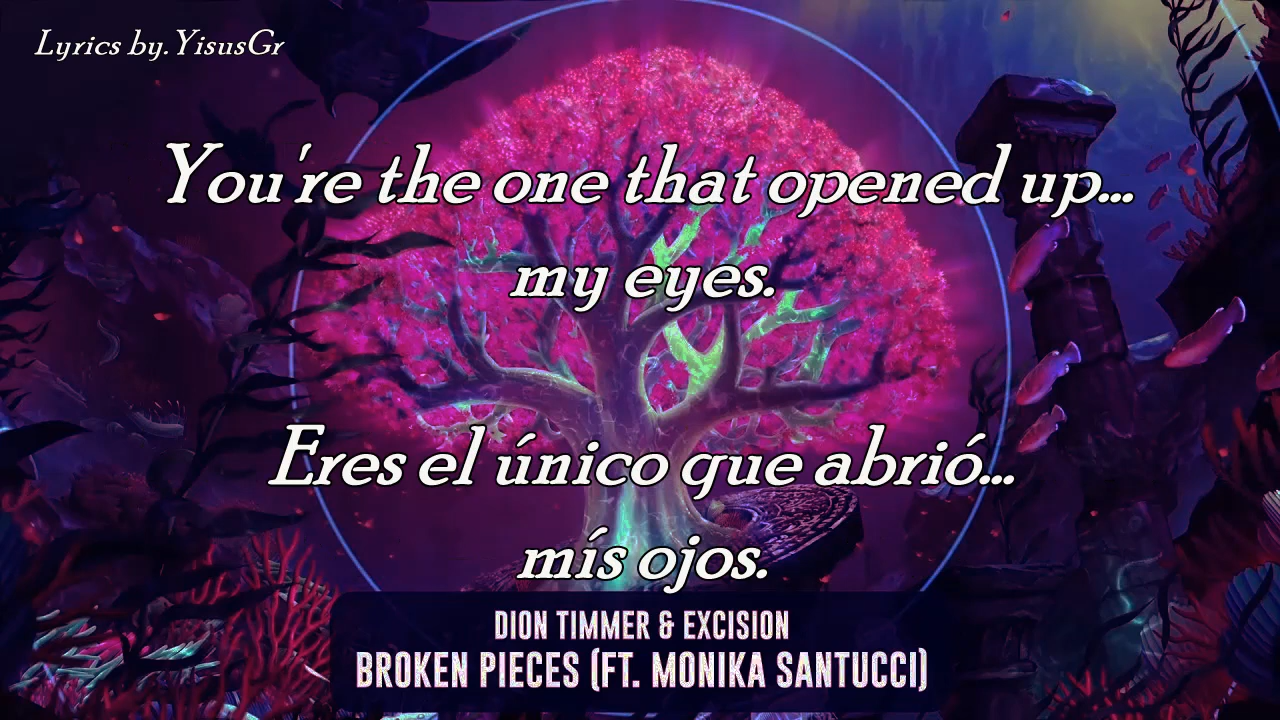 Lyrics by. YisusGr
You're the one that opened up...
my eyes.
Eres el único que abrió...
mís ojos.
DION TIMMER & EXCISION
BROKEN PIECES (FT. MONIKA SANTUCCI)